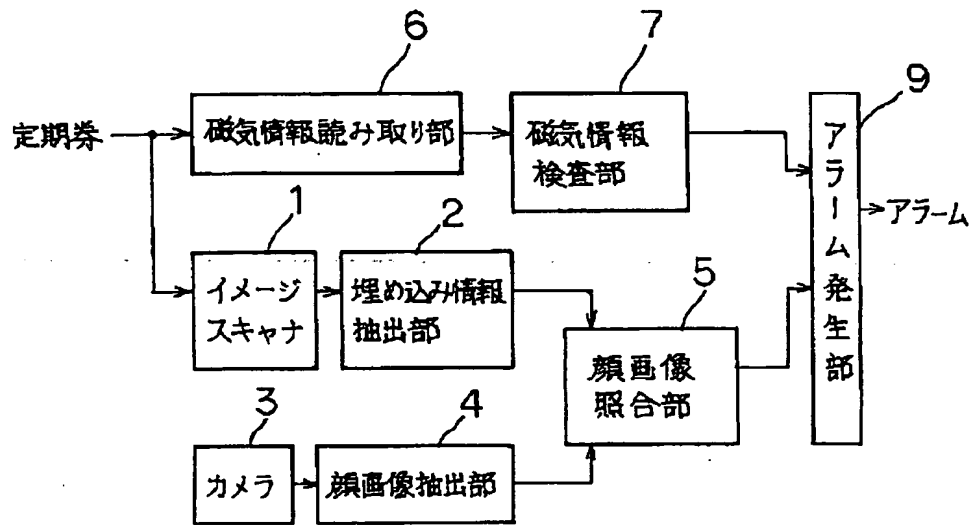 6
7
9
定期券
磁気情報読み取り部
磁気情報
検査部
アラーム発生部
アラーム
1
2
イメージ
スキャナ
埋め込み情報
抽出部
5
顔画像
照合部
3
4
カメラ
顔画像抽出部